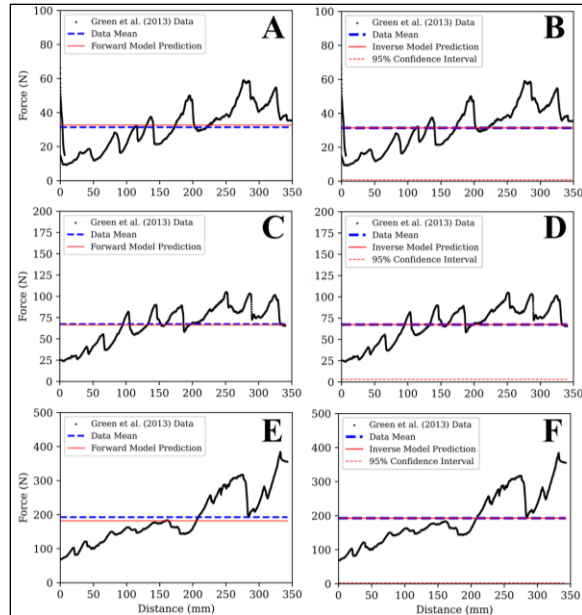 Green et al. (2013) Data
Data Mean
Forward Model Prediction
A
Force (N)
100
80
60
40
20
0
0 50 100 150 200 250 300 350
Green et al. (2013) Data
Data Mean
Inverse Model Prediction
95% Confidence Interval
B
100
80
60
40
20
0
0 50 100 150 200 250 300 350
Green et al. (2013) Data
Data Mean
Forward Model Prediction
C
Force (N)
200
175
150
125
100
75
50
25
0
0 50 100 150 200 250 300 350
Green et al. (2013) Data
Data Mean
Inverse Model Prediction
95% Confidence Interval
D
200
175
150
125
100
75
50
25
0
0 50 100 150 200 250 300 350
Green et al. (2013) Data
Data Mean
Forward Model Prediction
E
Force (N)
500
400
300
200
100
0
0 50 100 150 200 250 300 350
Distance (mm)
Green et al. (2013) Data
Data Mean
Inverse Model Prediction
95% Confidence Interval
F
500
400
300
200
100
0
0 50 100 150 200 250 300 350
Distance (mm)